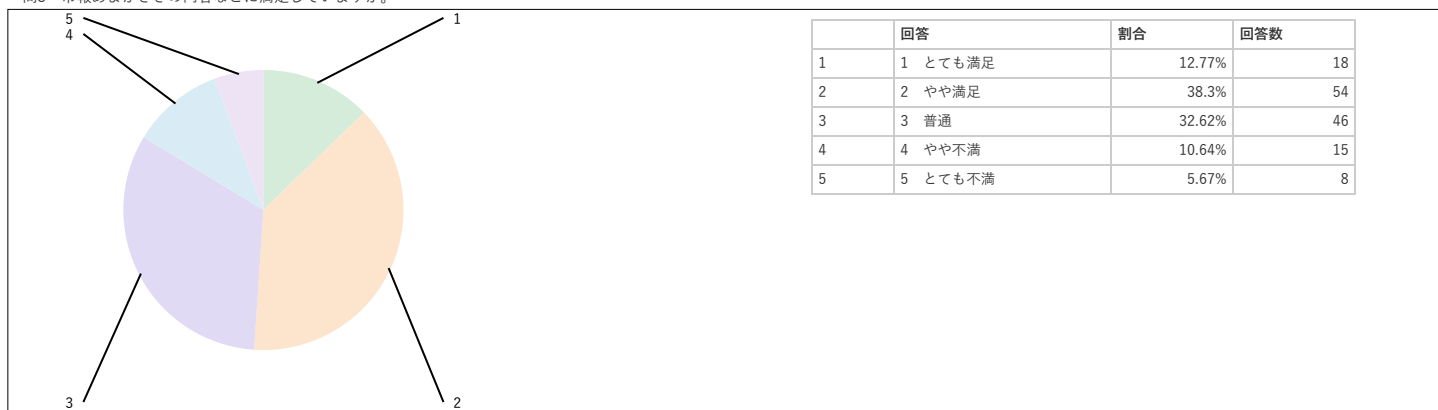 5
4
1
3
2
回答 割合 回答数
1 1 とても満足 12.77% 18
2 2 やや満足 38.3% 54
3 3 普通 32.62% 46
4 4 やや不満 10.64% 15
5 5 とても不満 5.67% 8